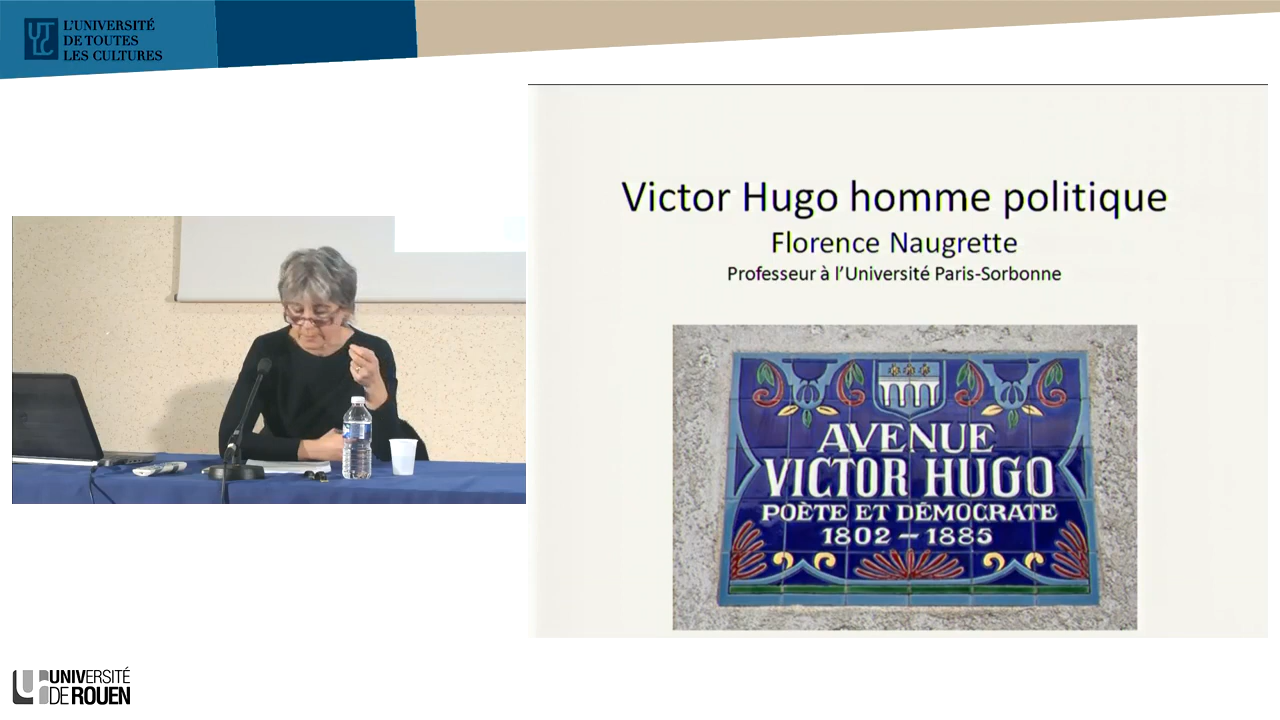 L'UNIVERSITÉ
DE TOUTES
LES CULTURES
Victor Hugo homme politique
Florence Naugrette
Professeur à l'Université Paris-Sorbonne
AVENUE
VICTOR HUGO
POÈTE ET DÉMOCRATE
1802 – 1885
UNIVERSITÉ
DE ROUEN